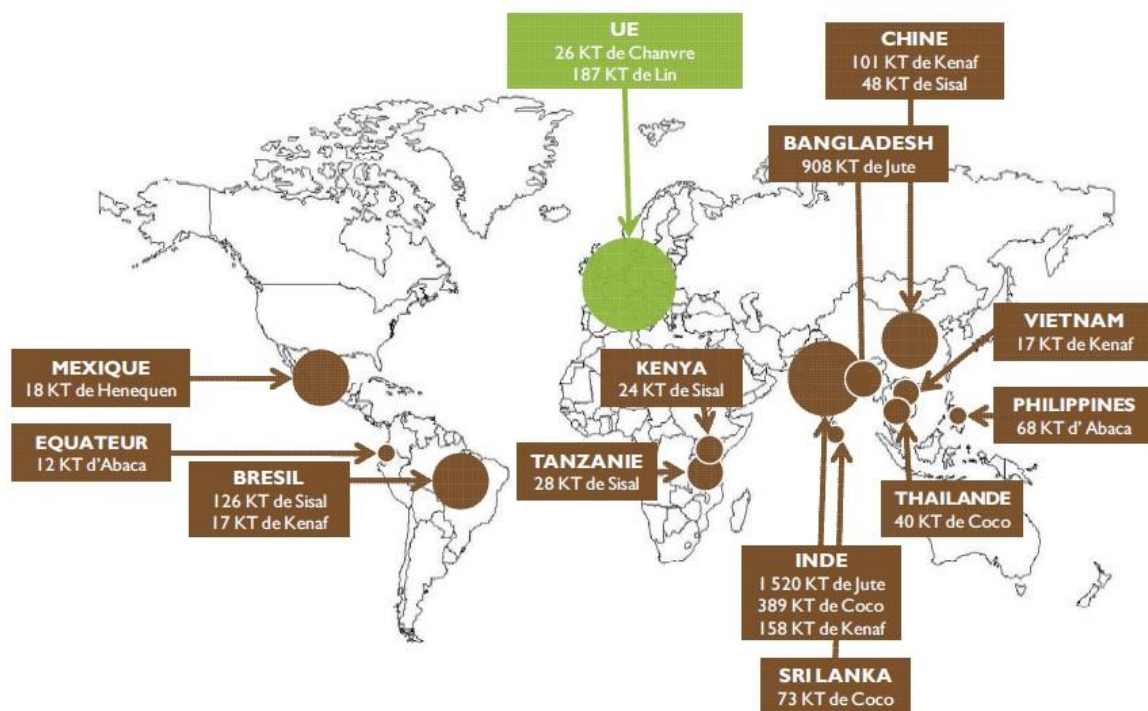 UE
26 KT de Chanvre
187 KT de Lin
CHINE
101 KT de Kenaf
48 KT de Sisal
BANGLADESH
908 KT de Jute
VIETNAM
17 KT de Kenaf
MEXIQUE
18 KT de Henequen
KENYA
24 KT de Sisal
PHILIPPINES
68 KT d' Abaca
EQUATEUR
12 KT d'Abaca
BRESIL
126 KT de Sisal
17 KT de Kenaf
TANZANIE
28 KT de Sisal
THAILANDE
40 KT de Coco
INDE
1 520 KT de Jute
389 KT de Coco
158 KT de Kenaf
SRI LANKA
73 KT de Coco